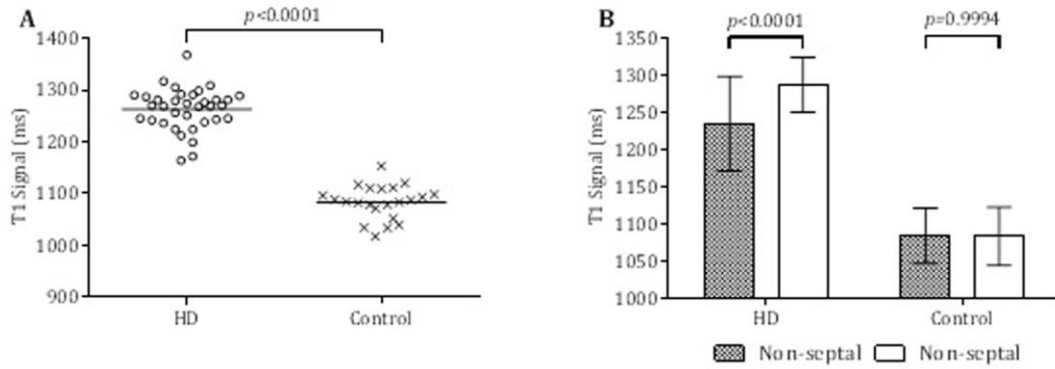 A
p<0.0001
1400
1300
1200
1100
1000
900
T1 Signal (ms)
HD
Control
B
p<0.0001
p=0.9994
1350
1300
1250
1200
1150
1100
1050
1000
T1 Signal (ms)
HD
Control
Non-septal
Non-septal